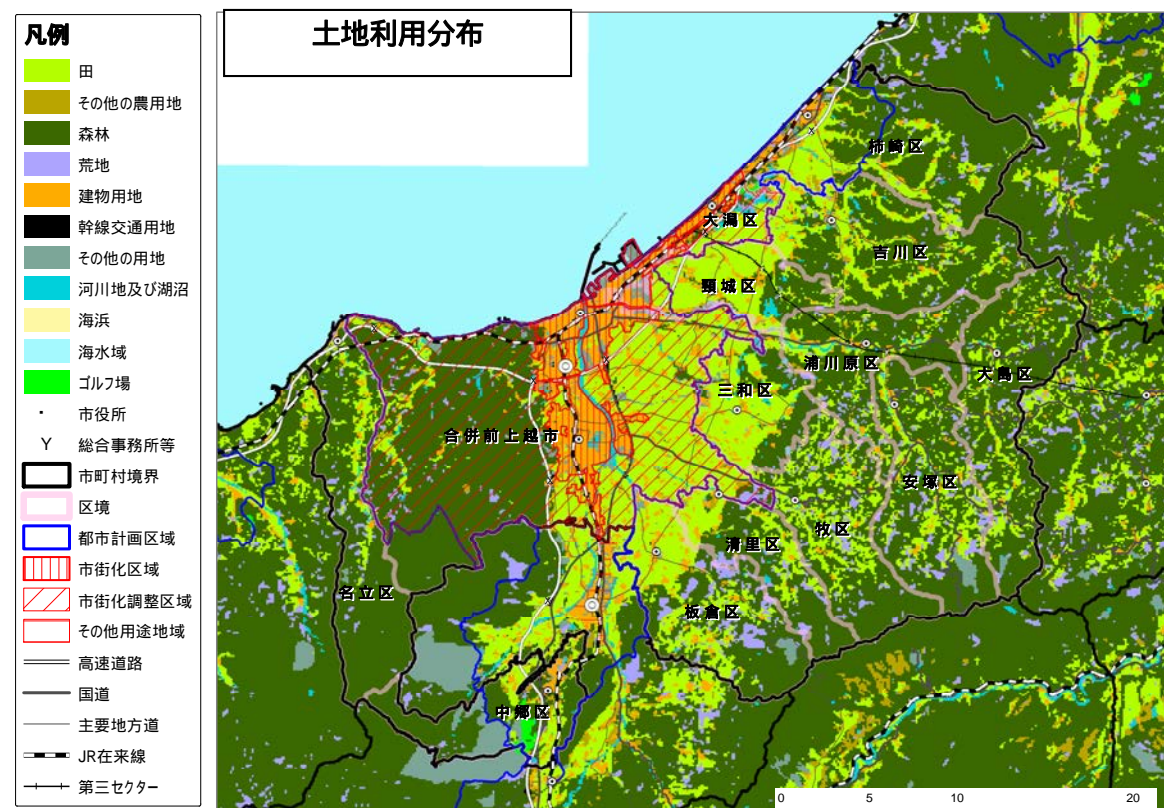 凡例
田
その他の農用地
森林
荒地
建物用地
幹線交通用地
その他の用地
河川地及び湖沼
海浜
海水域
ゴルフ場
市役所
Y 総合事務所等
市町村境界
区境
都市計画区域
市街化区域
市街化調整区域
その他用途地域
高速道路
国道
主要地方道
JR在来線
第三セクター
土地利用分布
柿崎区
大潟区
吉川区
頸城区
浦川原区
大島区
三和区
合併前上越市
安塚区
牧区
清里区
名立区
板倉区
中郷区
0 5 10 20